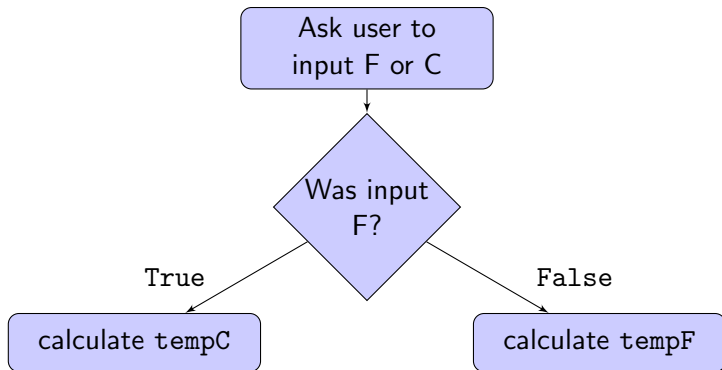 Ask user to
input F or C
Was input
F?
True
False
calculate tempC
calculate tempF